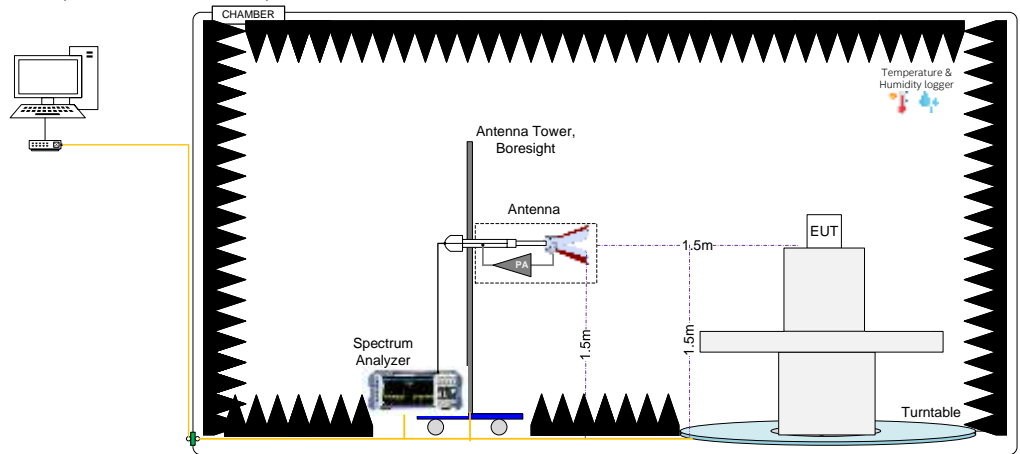 CHAMBER
Temperature &
Humidity logger
Antenna Tower,
Boresight
Antenna
EUT
1.5m
PA
1.5m
1.5m
Spectrum
Analyzer
Turntable